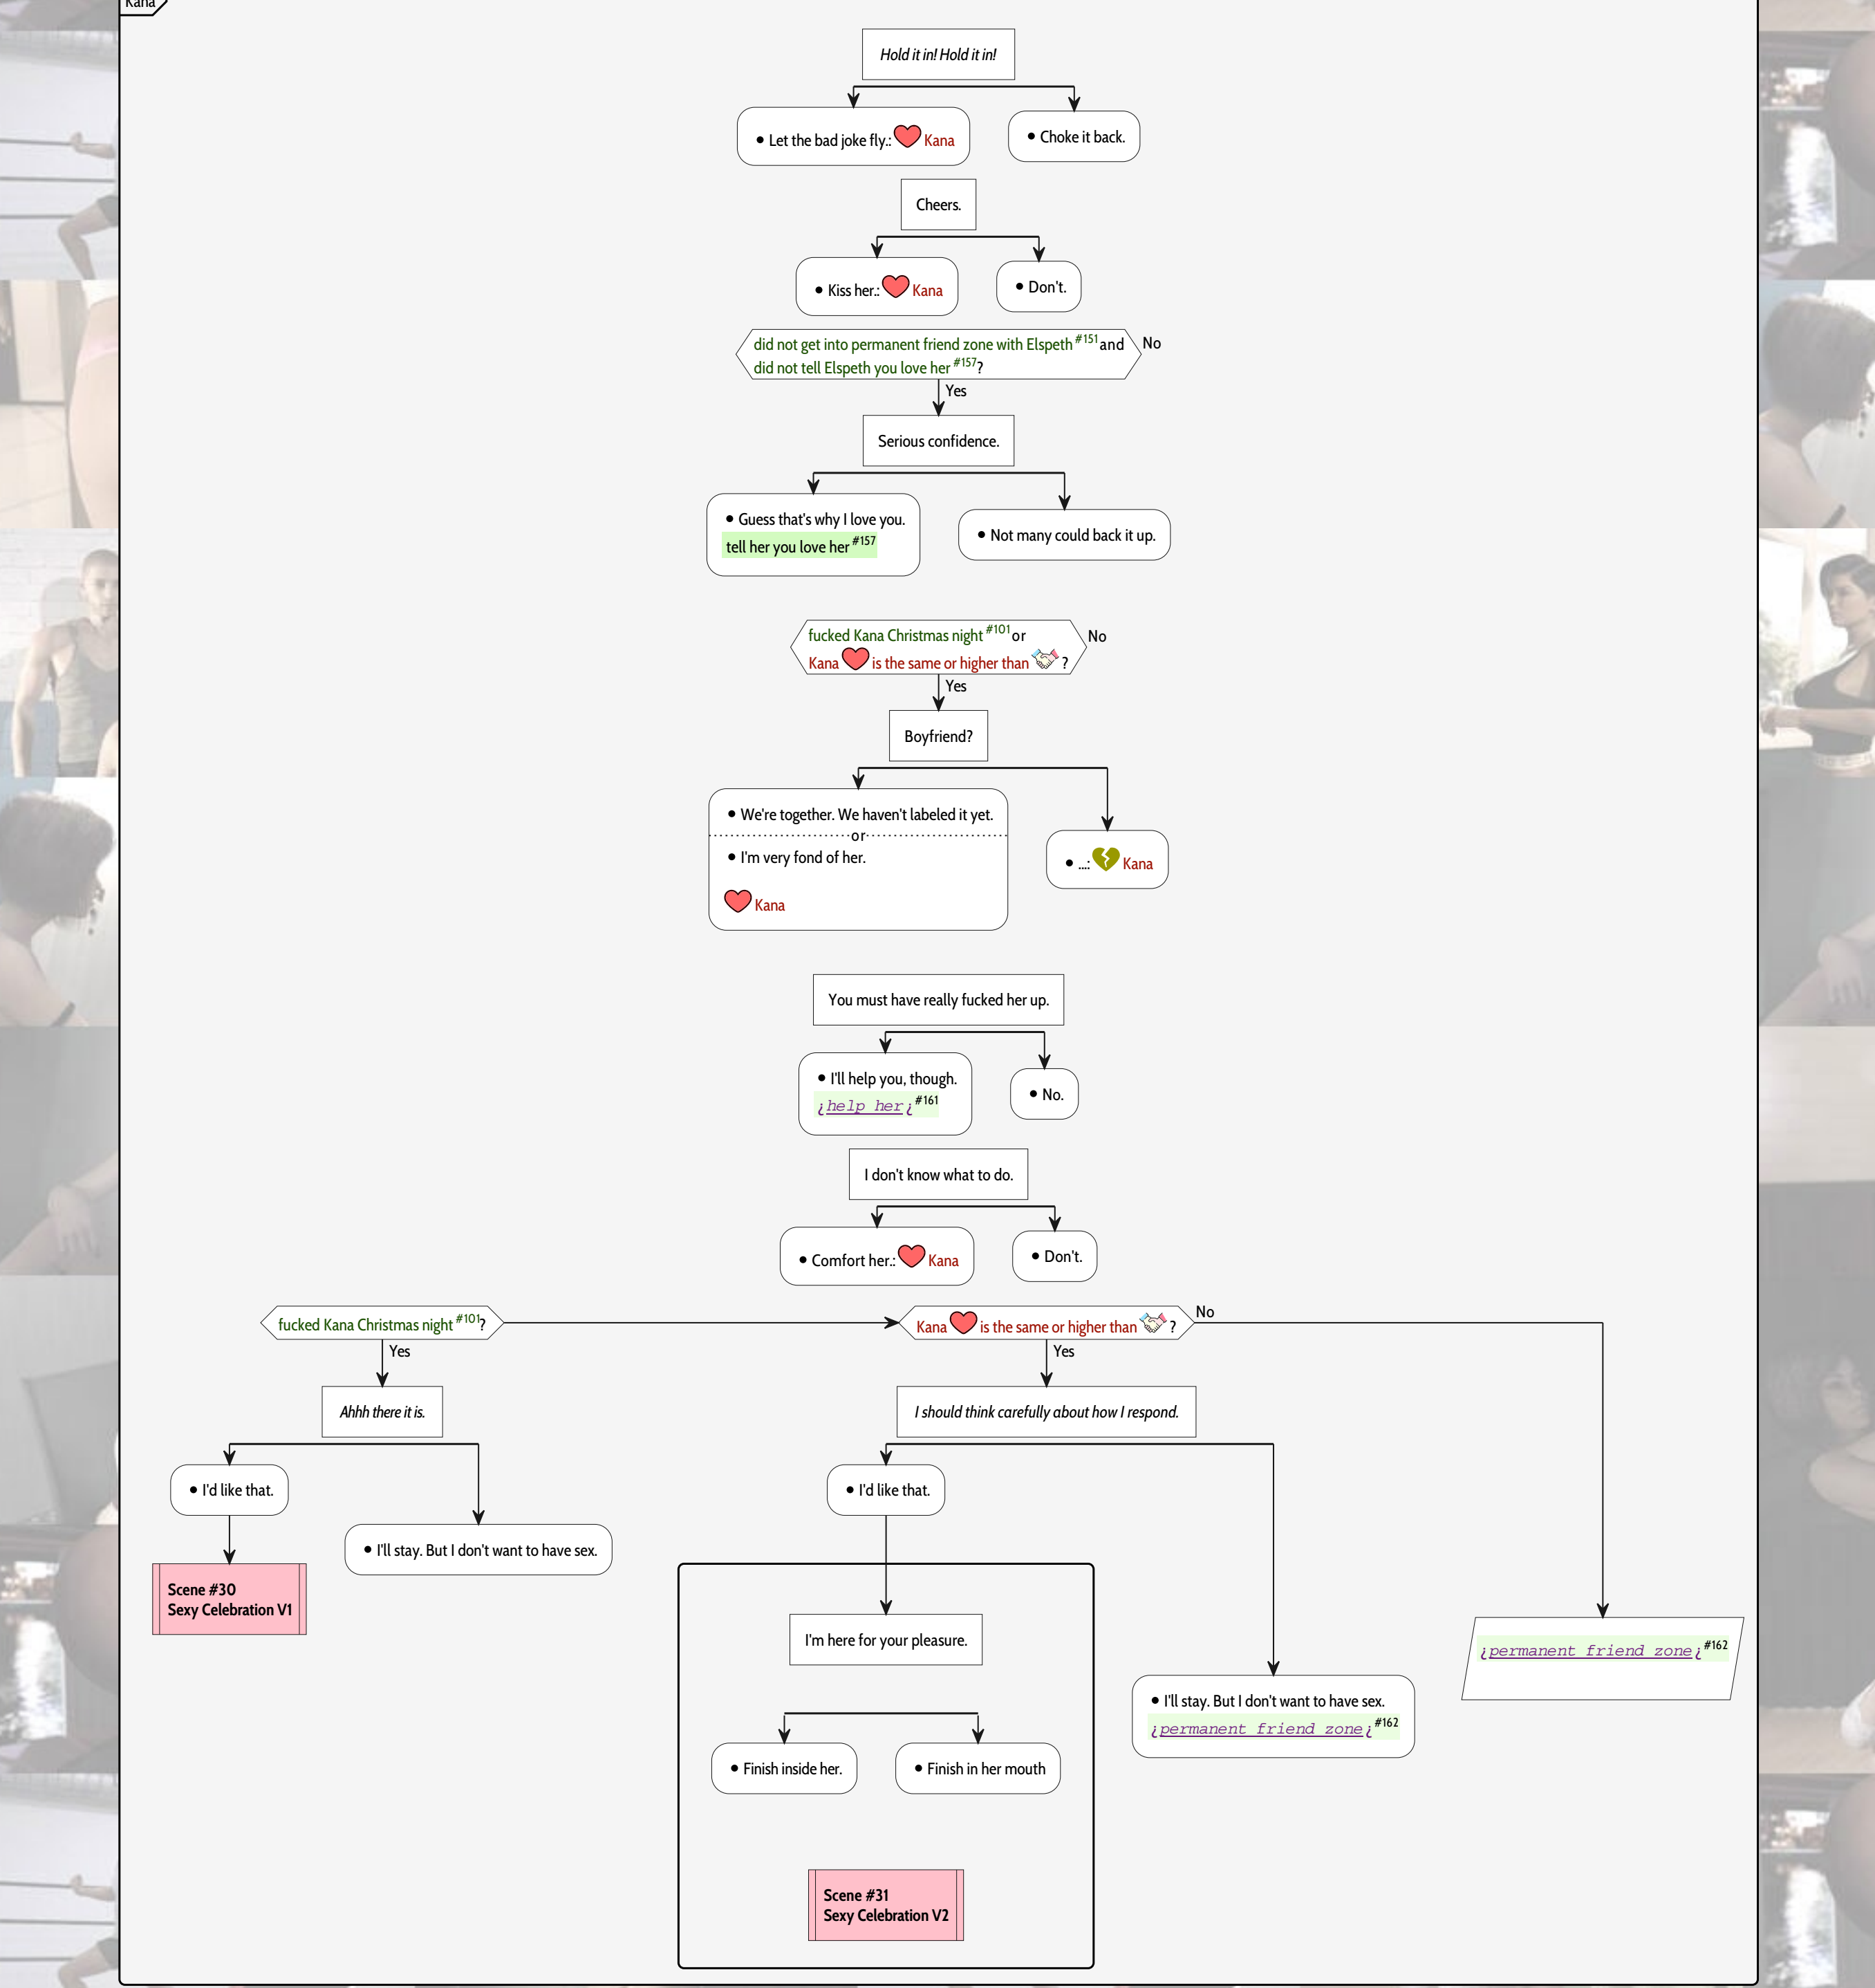 Kana
Hold it in! Hold it in!
• Let the bad joke fly.: Kana
• Choke it back.
Cheers.
• Kiss her.: Kana
• Don't.
did not get into permanent friend zone with Elspeth #151 and
did not tell Elspeth you love her #157?
No
Yes
Serious confidence.
• Guess that's why I love you.
tell her you love her #157
• Not many could back it up.
fucked Kana Christmas night #101 or
Kana is the same or higher than ?
No
Yes
Boyfriend?
• We're together. We haven't labeled it yet.
or
• I'm very fond of her.
Kana
• ...: Kana
You must have really fucked her up.
• I'll help you, though.
¿help her¿ #161
• No.
I don't know what to do.
• Comfort her.: Kana
• Don't.
fucked Kana Christmas night #101?
Kana is the same or higher than ?
No
Yes
Yes
Ahhh there it is.
I should think carefully about how I respond.
• I'd like that.
• I'll stay. But I don't want to have sex.
Scene #30
Sexy Celebration V1
• I'd like that.
I'm here for your pleasure.
• Finish inside her.
• Finish in her mouth
Scene #31
Sexy Celebration V2
• I'll stay. But I don't want to have sex.
¿permanent friend zone¿ #162
¿permanent friend zone¿ #162